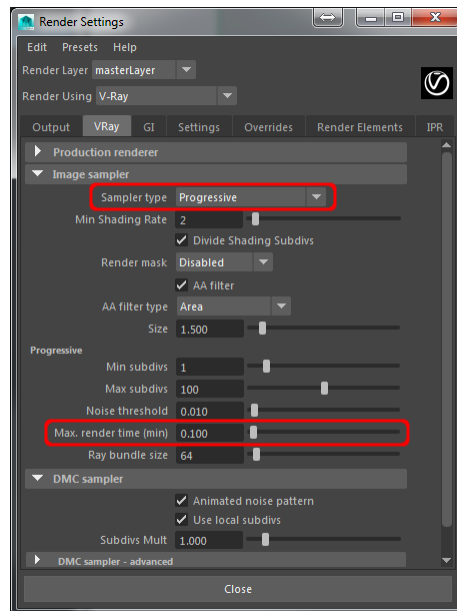 Render Settings
Edit Presets Help
Render Layer masterLayer
Render Using V-Ray
Output VRay GI Settings Overrides Render Elements IPR
Production renderer
Image sampler
Sampler type Progressive
Min Shading Rate 2
Divide Shading Subdivs
Render mask Disabled
AA filter
AA filter type Area
Size 1.500
Progressive
Min subdivs 1
Max subdivs 100
Noise threshold 0.010
Max. render time (min) 0.100
Ray bundle size 64
DMC sampler
Animated noise pattern
Use local subdivs
Subdivs Mult 1.000
DMC sampler - advanced
Close